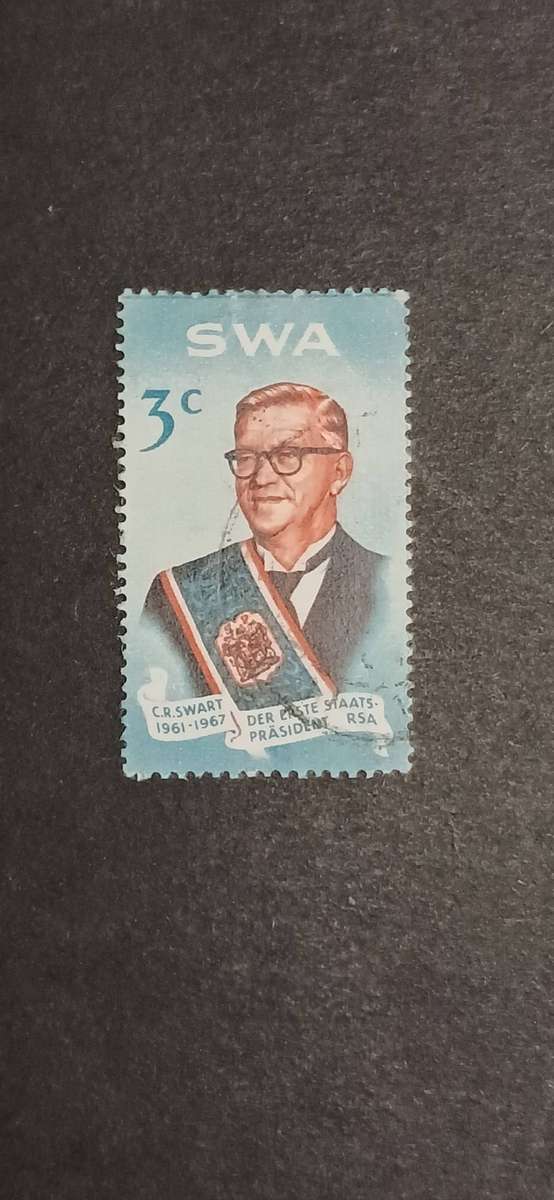 SWA
3c
C.R.SWART
1961-1967
DER ERSTE STAATS-
PRÄSIDENT RSA